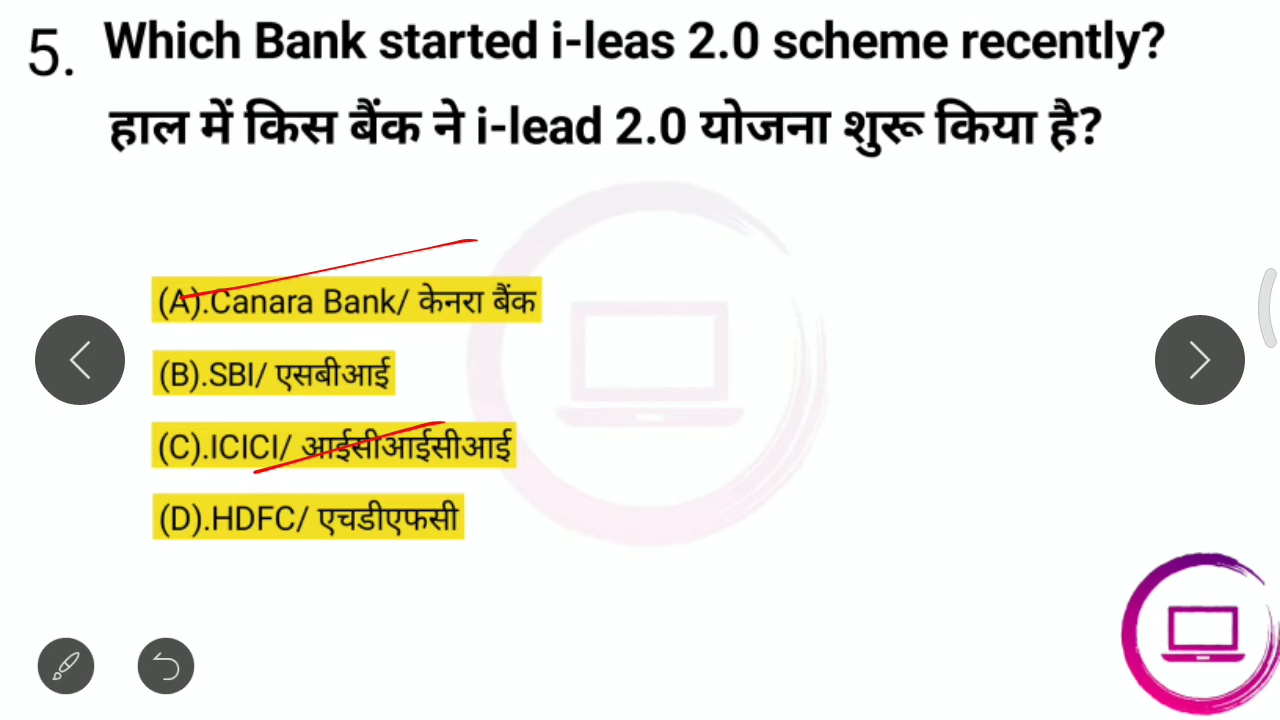 5. Which Bank started i-leas 2.0 scheme recently?
हाल में किस बैंक ने i-lead 2.0 योजना शुरू किया है?
(A).Canara Bank/ केनरा बैंक
(B).SBI/ एसबीआई
(C).ICICI/ आईसीआईसीआई
(D).HDFC/ एचडीएफसी